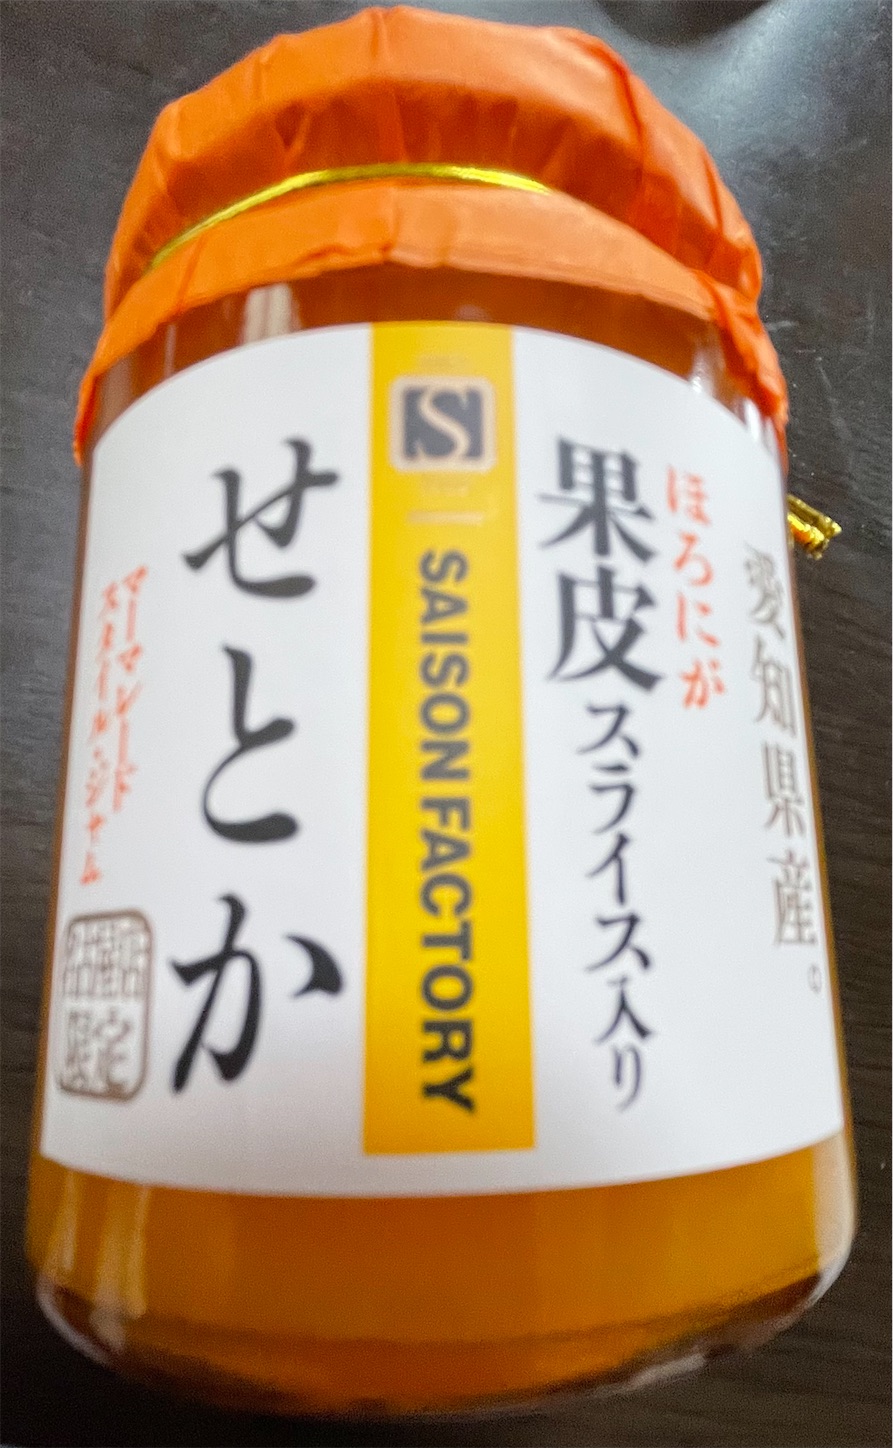 愛知県産。
ほろにが
果皮スライス入り
S
SAISON FACTORY
せとか
マーマレード
スタイル・ジャム
名古屋店
限定